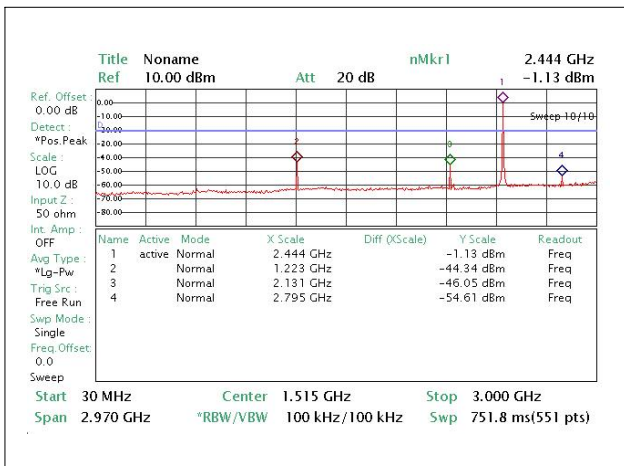 Title Noname nMkr1 2.444 GHz
Ref 10.00 dBm Att 20 dB -1.13 dBm
Ref. Offset :
0.00 dB
Detect :
*Pos.Peak
Scale :
LOG
10.0 dB
Input Z :
50 ohm
Int. Amp :
OFF
Avg Type :
*Lg-Pw
Trig Src :
Free Run
Swp Mode :
Single
Freq.Offset:
0.0
Sweep
1
0.00
Sweep 10/10
-10.00
D
-20.00
-30.00
2
3
-40.00
4
-50.00
-60.00
-70.00
-80.00
Name Active Mode X Scale Diff (XScale) Y Scale Readout
1 active Normal 2.444 GHz -1.13 dBm Freq
2 Normal 1.223 GHz -44.34 dBm Freq
3 Normal 2.131 GHz -46.05 dBm Freq
4 Normal 2.795 GHz -54.61 dBm Freq
Start 30 MHz Center 1.515 GHz Stop 3.000 GHz
Span 2.970 GHz *RBW/VBW 100 kHz/100 kHz Swp 751.8 ms(551 pts)